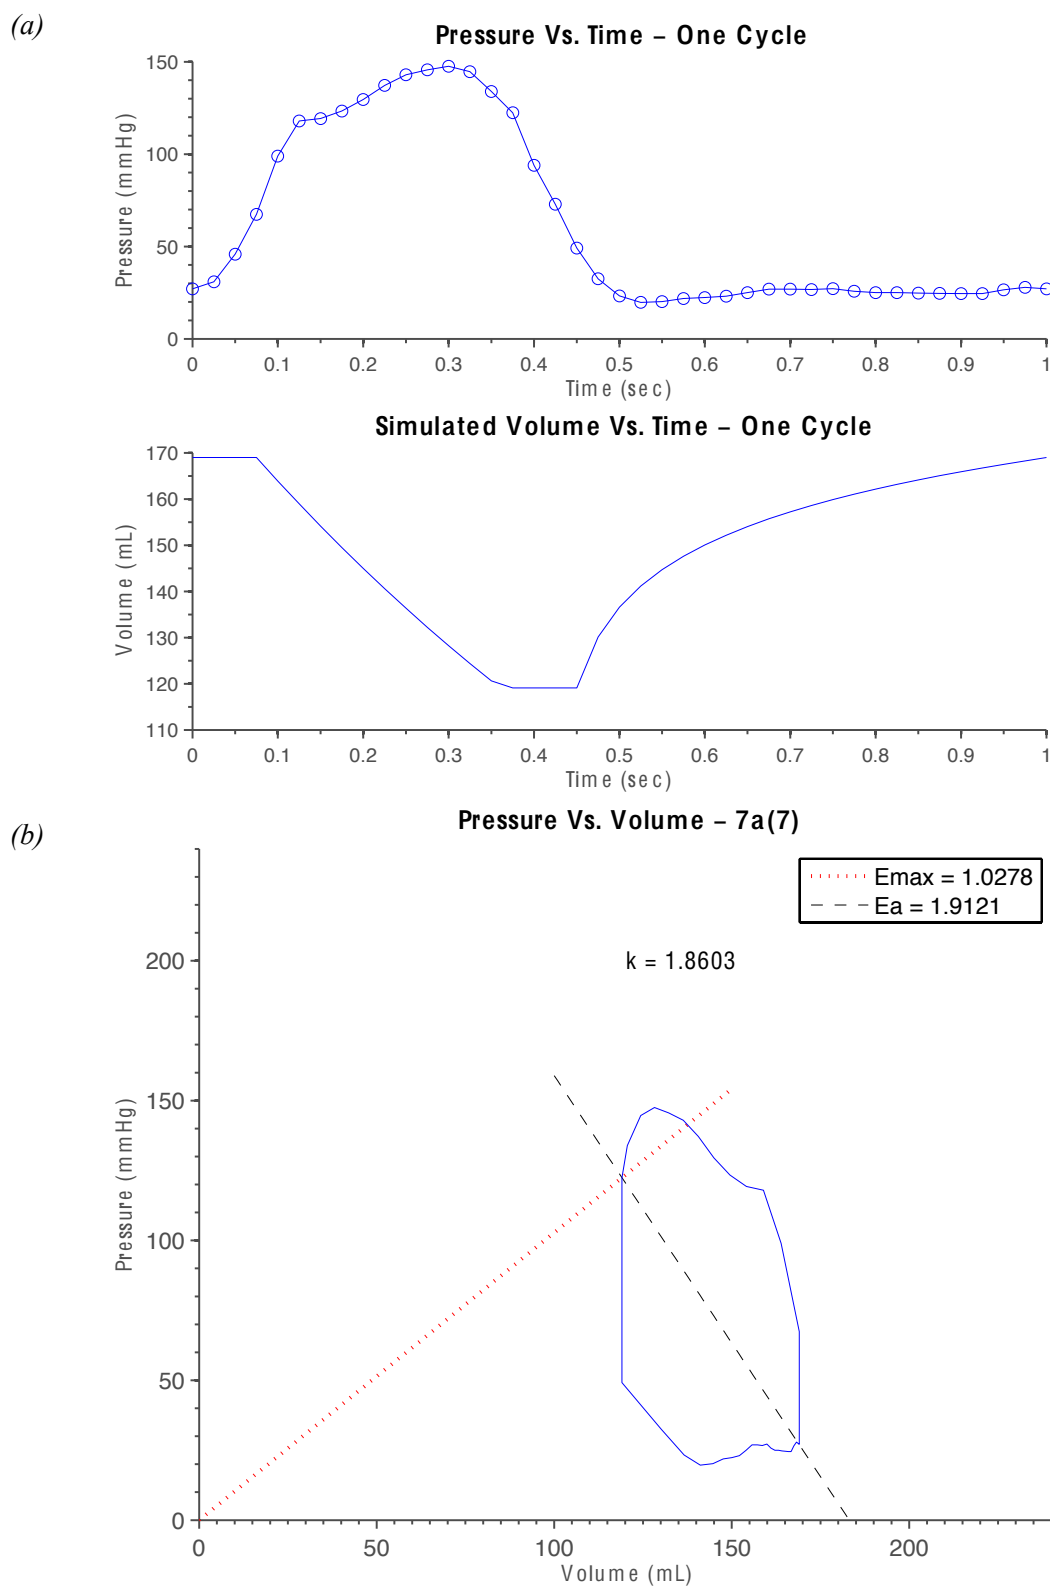 (a)
Pressure Vs. Time – One Cycle
150
100
50
0
Pressure (mmHg)
0 0.1 0.2 0.3 0.4 0.5 0.6 0.7 0.8 0.9 1
Time (sec)
Simulated Volume Vs. Time – One Cycle
170
160
150
140
130
120
110
Volume (mL)
0 0.1 0.2 0.3 0.4 0.5 0.6 0.7 0.8 0.9 1
Time (sec)
(b)
Pressure Vs. Volume – 7a(7)
Emax = 1.0278
Ea = 1.9121
k = 1.8603
200
150
100
50
0
Pressure (mmHg)
0 50 100 150 200
Volume (mL)